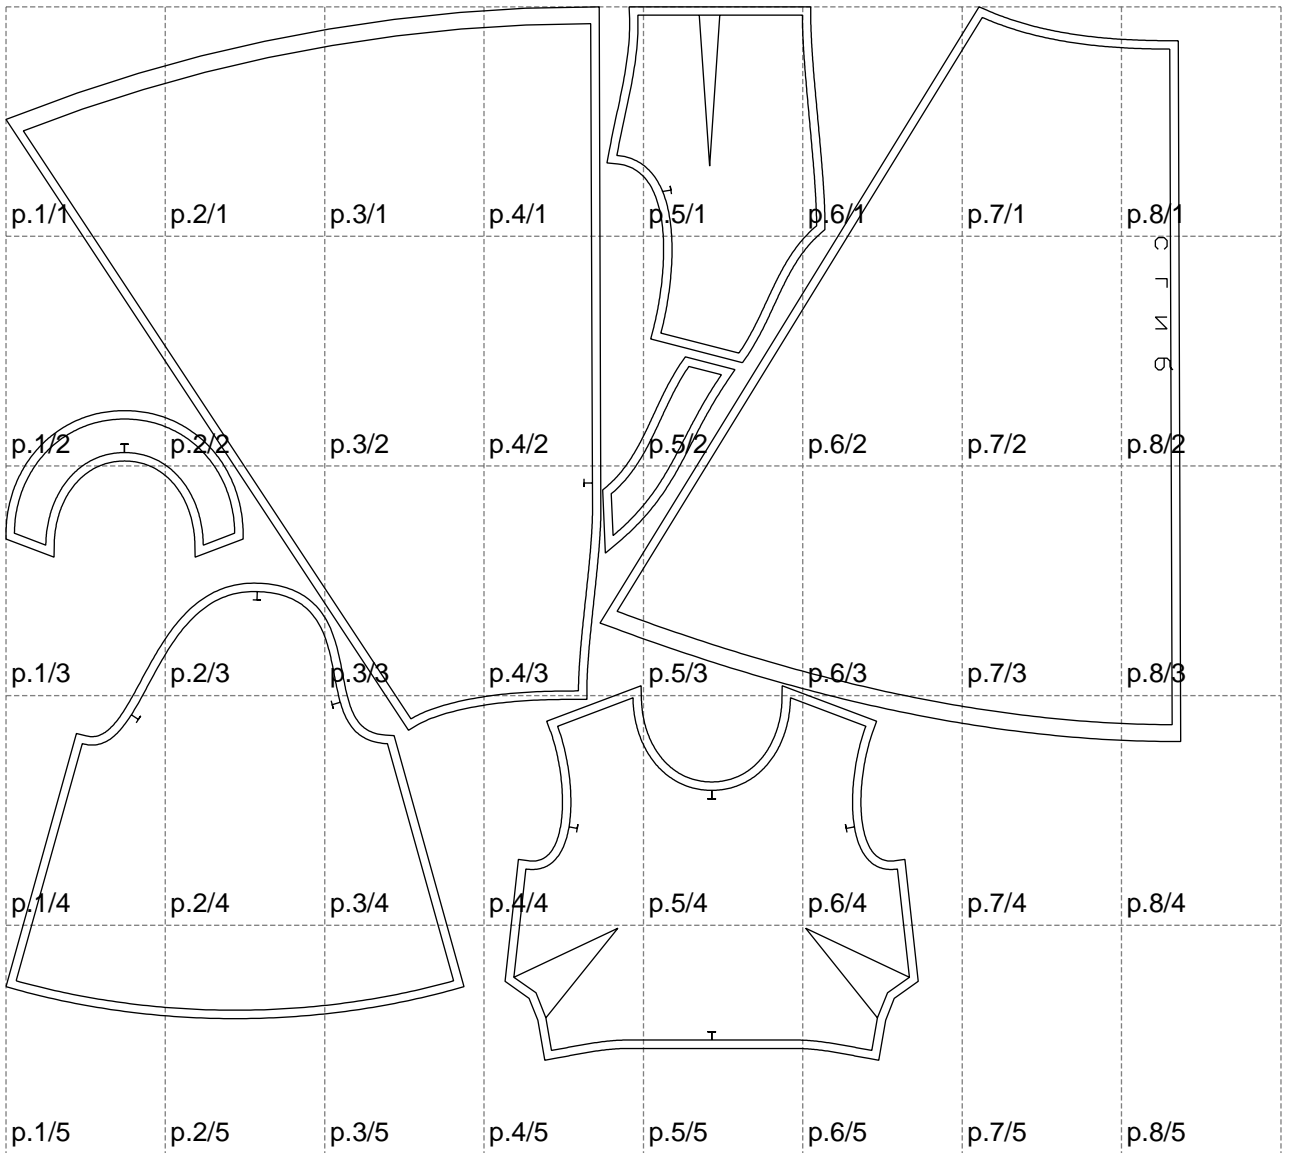 p.1/1 p.2/1 p.3/1 p.4/1 p.5/1 p.6/1 p.7/1 p.8/1
СГИБ
p.1/2 p.2/2 p.3/2 p.4/2 p.5/2 p.6/2 p.7/2 p.8/2
p.1/3 p.2/3 p.3/3 p.4/3 p.5/3 p.6/3 p.7/3 p.8/3
p.1/4 p.2/4 p.3/4 p.4/4 p.5/4 p.6/4 p.7/4 p.8/4
p.1/5 p.2/5 p.3/5 p.4/5 p.5/5 p.6/5 p.7/5 p.8/5